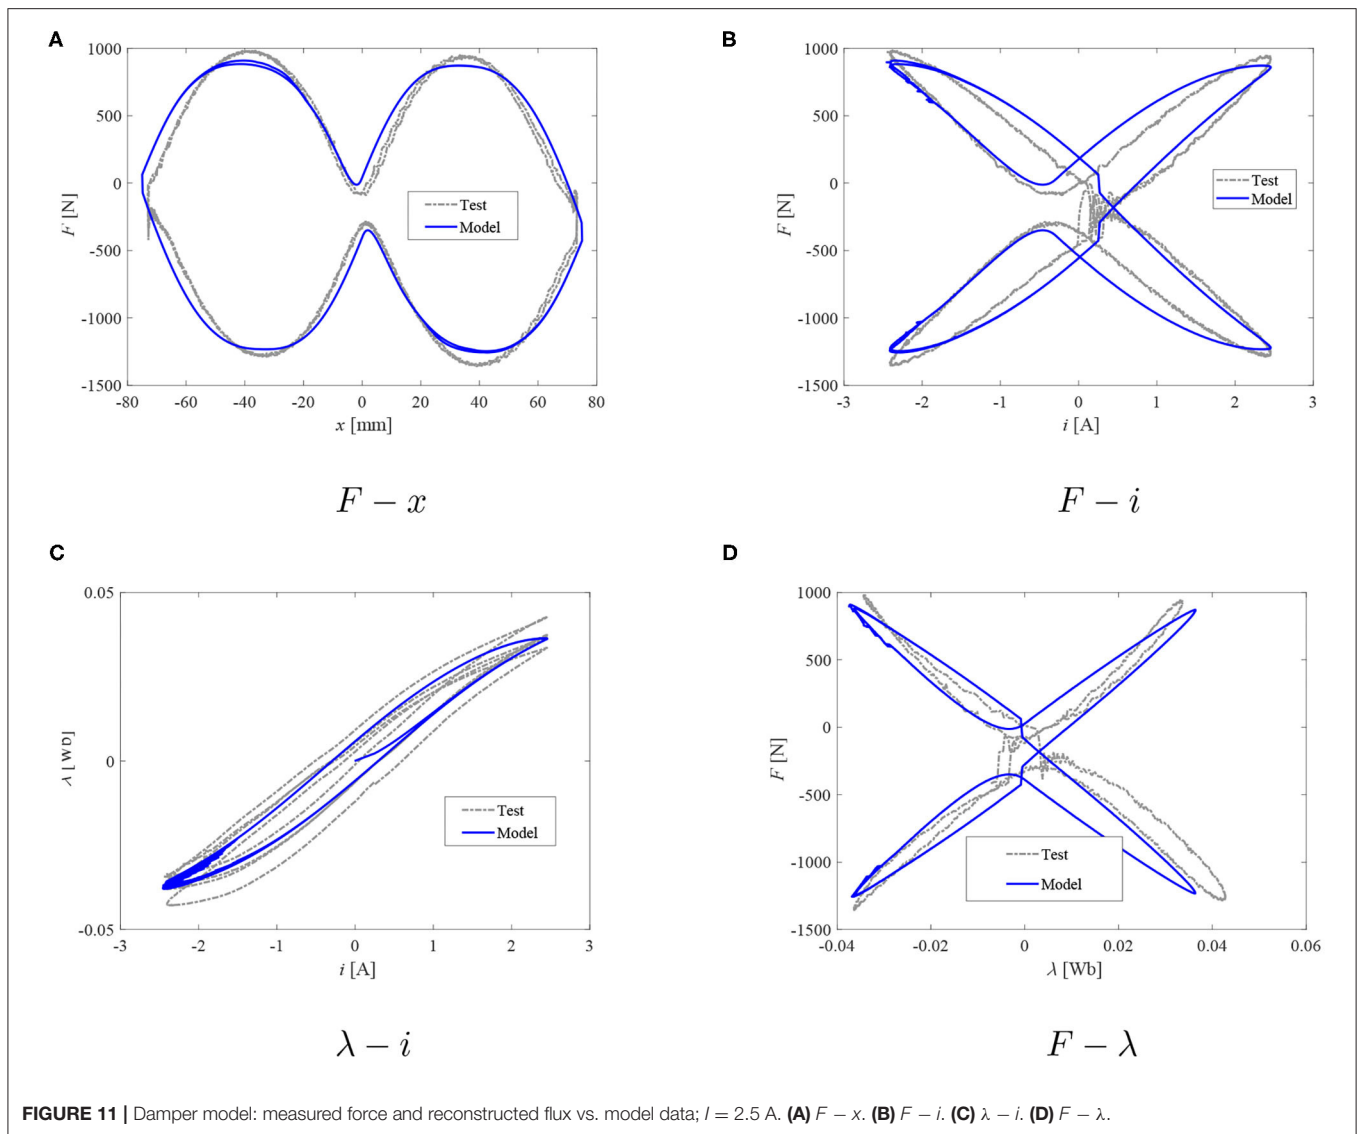 A
1000
500
0
-500
-1000
-1500
F [N]
-80 -60 -40 -20 0 20 40 60 80
x [mm]
Test
Model
F − x
B
1000
500
0
-500
-1000
-1500
F [N]
-3 -2 -1 0 1 2 3
i [A]
Test
Model
F − i
C
0.05
0
-0.05
λ [Wb]
-3 -2 -1 0 1 2 3
i [A]
Test
Model
λ − i
D
1000
500
0
-500
-1000
-1500
F [N]
-0.04 -0.02 0 0.02 0.04 0.06
λ [Wb]
Test
Model
F − λ
FIGURE 11 | Damper model: measured force and reconstructed flux vs. model data; I = 2.5 A. (A) F − x. (B) F − i. (C) λ − i. (D) F − λ.